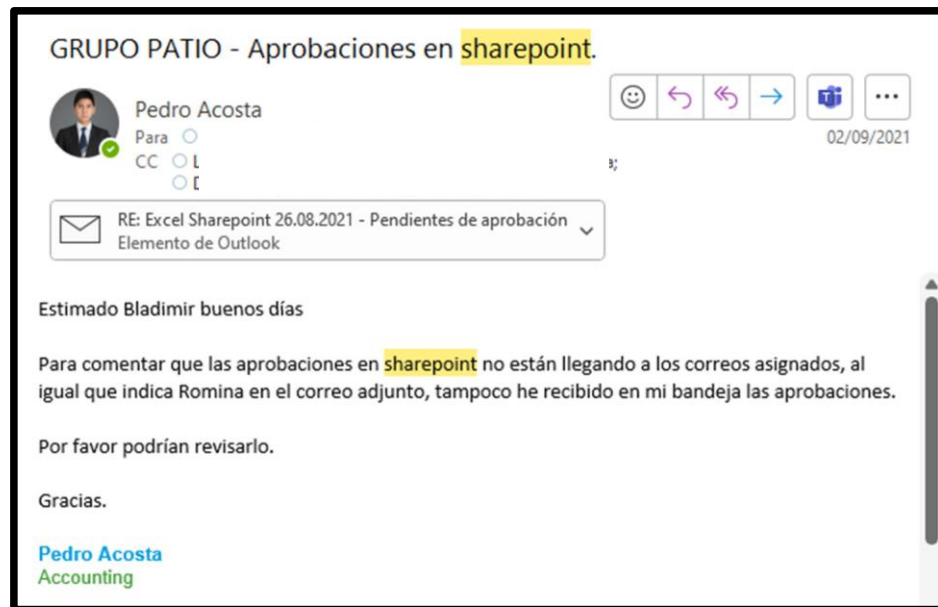 GRUPO PATIO - Aprobaciones en sharepoint.
Pedro Acosta
Para
CC
02/09/2021
RE: Excel Sharepoint 26.08.2021 - Pendientes de aprobación
Elemento de Outlook
Estimado Bladimir buenos días
Para comentar que las aprobaciones en sharepoint no están llegando a los correos asignados, al
igual que indica Romina en el correo adjunto, tampoco he recibido en mi bandeja las aprobaciones.
Por favor podrían revisarlo.
Gracias.
Pedro Acosta
Accounting